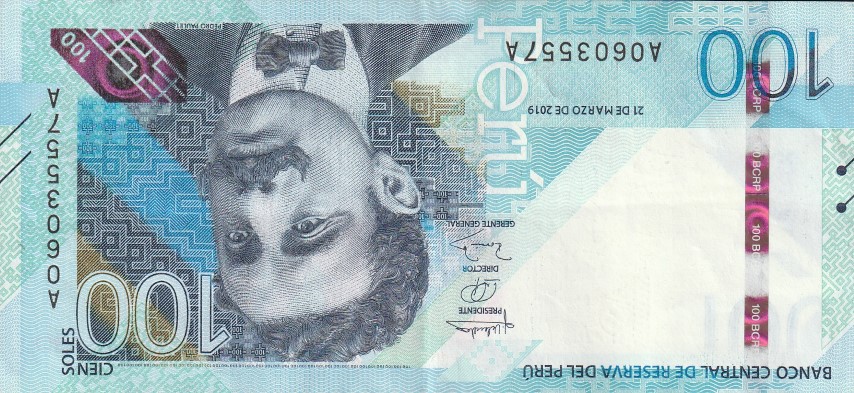 BANCO CENTRAL DE RESERVA DEL PERÚ
CIEN
SOLES
100
PRESIDENTE
DIRECTOR
GERENTE GENERAL
100 BCRP
100 BCRP
100 BCRP
100 BCRP
A0603557A
21 DE MARZO DE 2019
Perú
100
A0603557A
PEDRO PAULET
100